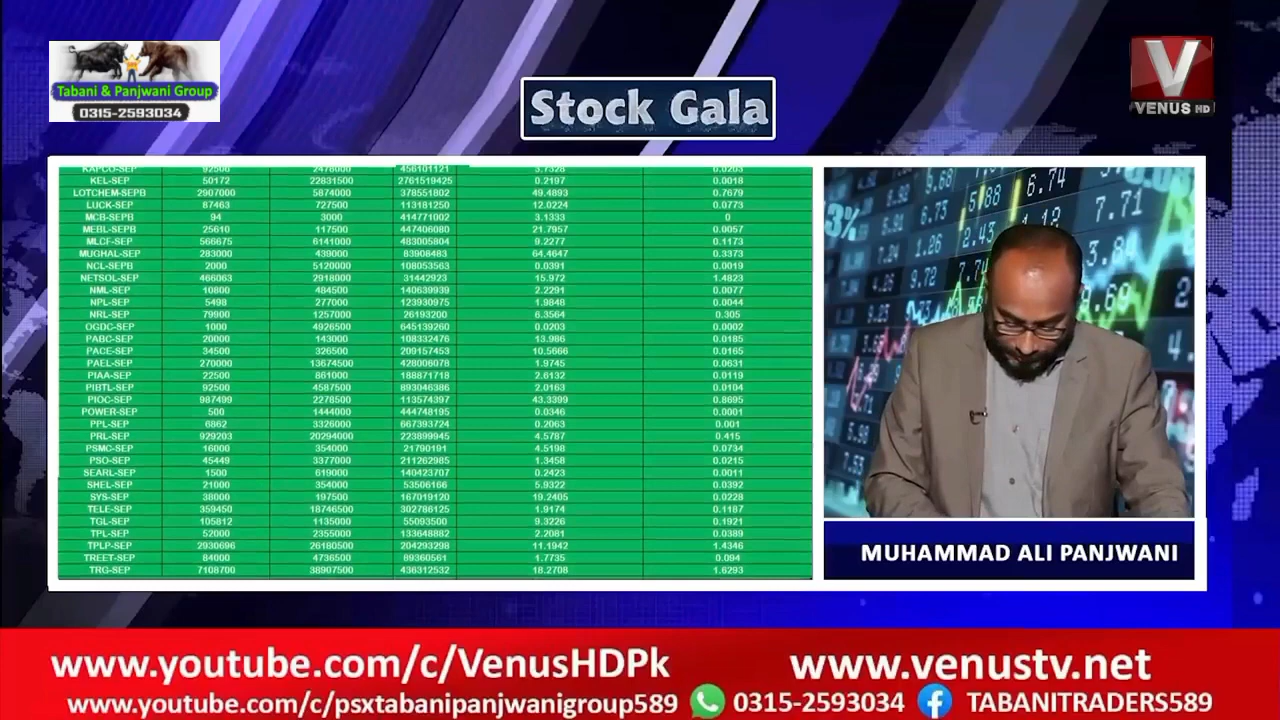 Tabani & Panjwani Group
0315-2593034
Stock Gala
V
VENUS HD
KAPCO-SEP 92500 2478000 456101121 3.7328 0.0203
KEL-SEP 50172 22831500 2761519425 0.2197 0.0018
LOTCHEM-SEPB 2907000 5874000 378551802 49.4893 0.7679
LUCK-SEP 87463 727500 113181250 12.0224 0.0773
MCB-SEPB 94 3000 414771002 3.1333 0
MEBL-SEPB 25610 117500 447406080 21.7957 0.0057
MLCF-SEP 566675 6141000 483005804 9.2277 0.1173
MUGHAL-SEP 283000 439000 83908483 64.4647 0.3373
NCL-SEPB 2000 5120000 108053563 0.0391 0.0019
NETSOL-SEP 466063 2918000 31442923 15.972 1.4823
NML-SEP 10800 484500 140639939 2.2291 0.0077
NPL-SEP 5498 277000 123930975 1.9848 0.0044
NRL-SEP 79900 1257000 26193200 6.3564 0.305
OGDC-SEP 1000 4926500 645139260 0.0203 0.0002
PABC-SEP 20000 143000 108332476 13.986 0.0185
PACE-SEP 34500 326500 209157453 10.5666 0.0165
PAEL-SEP 270000 13674500 428006078 1.9745 0.0631
PIAA-SEP 22500 861000 188871718 2.6132 0.0119
PIBTL-SEP 92500 4587500 893046386 2.0163 0.0104
PIOC-SEP 987499 2278500 113574397 43.3399 0.8695
POWER-SEP 500 1444000 444748195 0.0346 0.0001
PPL-SEP 6862 3326000 667393724 0.2063 0.001
PRL-SEP 929203 20294000 223899945 4.5787 0.415
PSMC-SEP 16000 354000 21790191 4.5198 0.0734
PSO-SEP 45449 3377000 211262985 1.3458 0.0215
SEARL-SEP 1500 619000 140423707 0.2423 0.0011
SHEL-SEP 21000 354000 53506166 5.9322 0.0392
SYS-SEP 38000 197500 167019120 19.2405 0.0228
TELE-SEP 359450 18746500 302786125 1.9174 0.1187
TGL-SEP 105812 1135000 55093500 9.3226 0.1921
TPL-SEP 52000 2355000 133648882 2.2081 0.0389
TPLP-SEP 2930696 26180500 204293298 11.1942 1.4346
TREET-SEP 84000 4736500 89360561 1.7735 0.094
TRG-SEP 7108700 38907500 436312532 18.2708 1.6293
MUHAMMAD ALI PANJWANI
www.youtube.com/c/VenusHDPk www.venustv.net
www.youtube.com/c/psxtabanipanjwanigroup589 0315-2593034 TABANITRADERS589